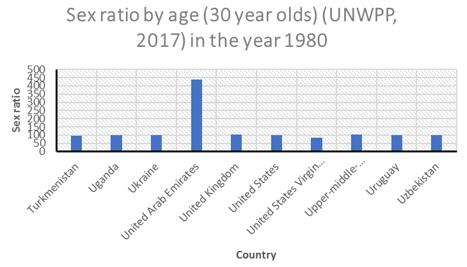 Sex ratio by age (30 year olds) (UNWPP,
2017) in the year 1980
Sex ratio
500
450
400
350
300
250
200
150
100
50
0
Turkmenistan
Uganda
Ukraine
United Arab Emirates
United Kingdom
United States
United States Virgin...
Upper-middle-...
Uruguay
Uzbekistan
Country